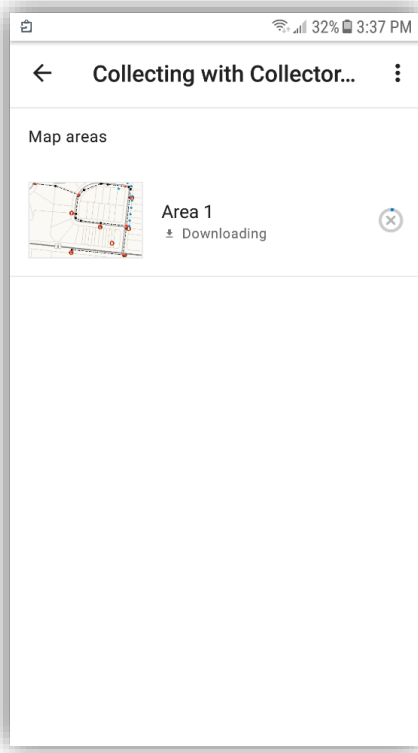 32% 3:37 PM
Collecting with Collector...
Map areas
Area 1
Downloading